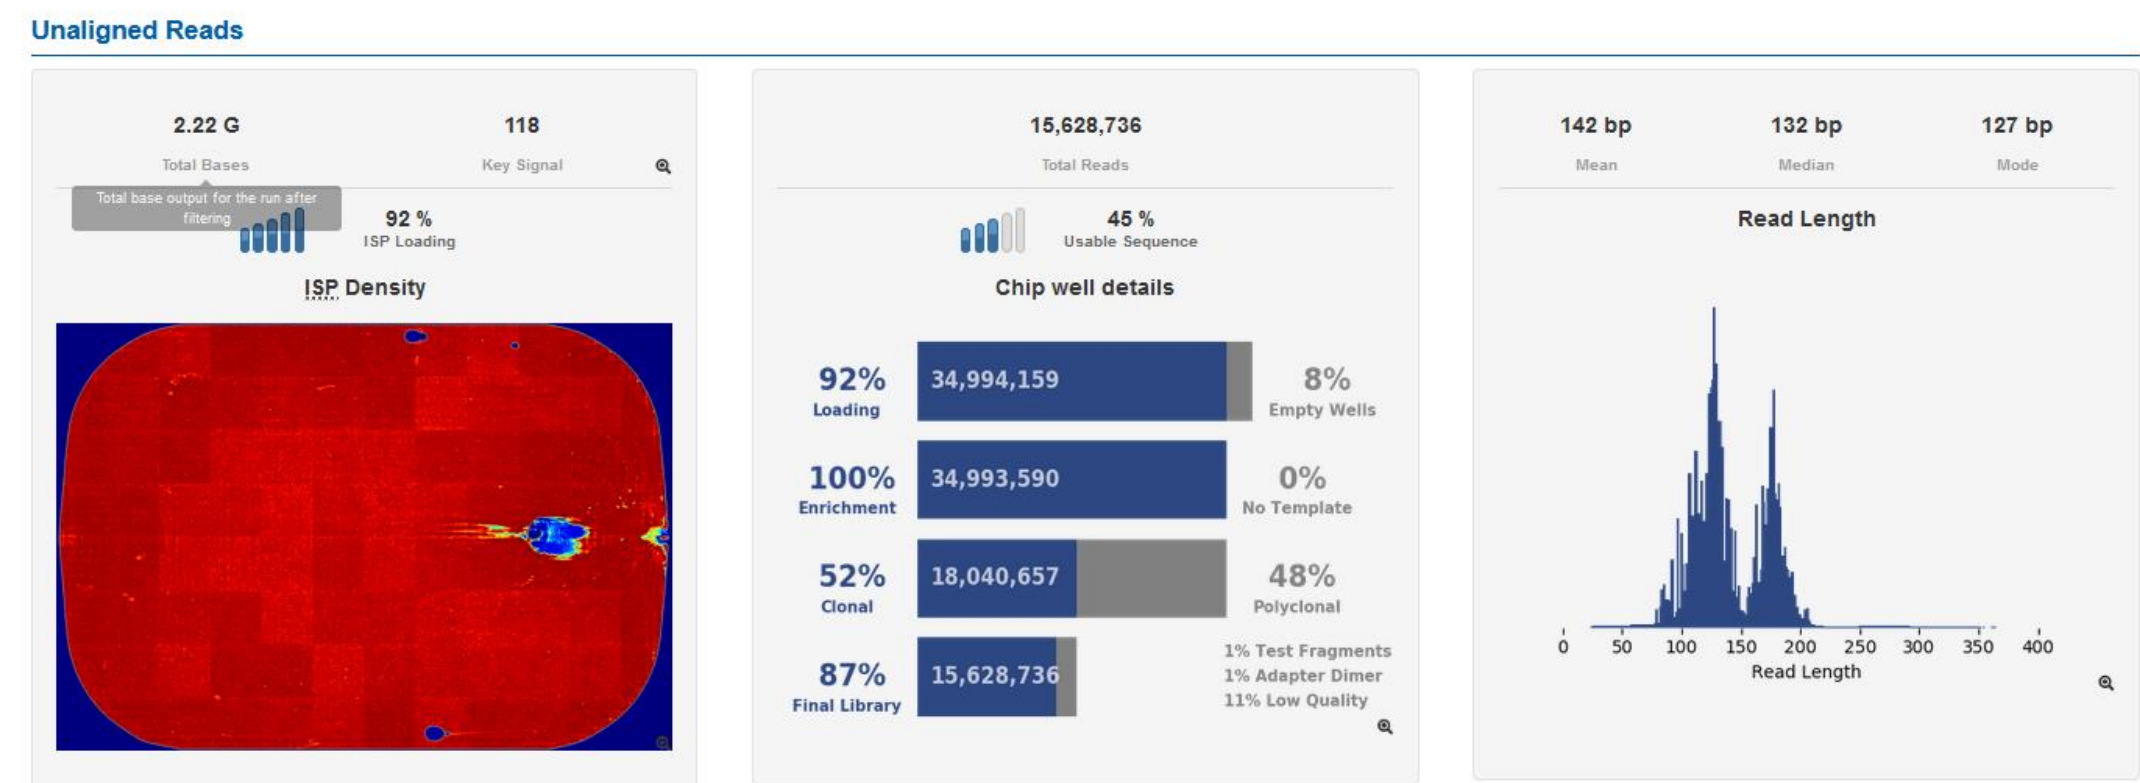 Unaligned Reads
2.22 G
Total Bases
118
Key Signal
Total base output for the run after
filtering
92 %
ISP Loading
ISP Density
15,628,736
Total Reads
45 %
Usable Sequence
Chip well details
92%
Loading
34,994,159
8%
Empty Wells
100%
Enrichment
34,993,590
0%
No Template
52%
Clonal
18,040,657
48%
Polyclonal
87%
Final Library
15,628,736
1% Test Fragments
1% Adapter Dimer
11% Low Quality
142 bp
Mean
132 bp
Median
127 bp
Mode
Read Length
0 50 100 150 200 250 300 350 400
Read Length